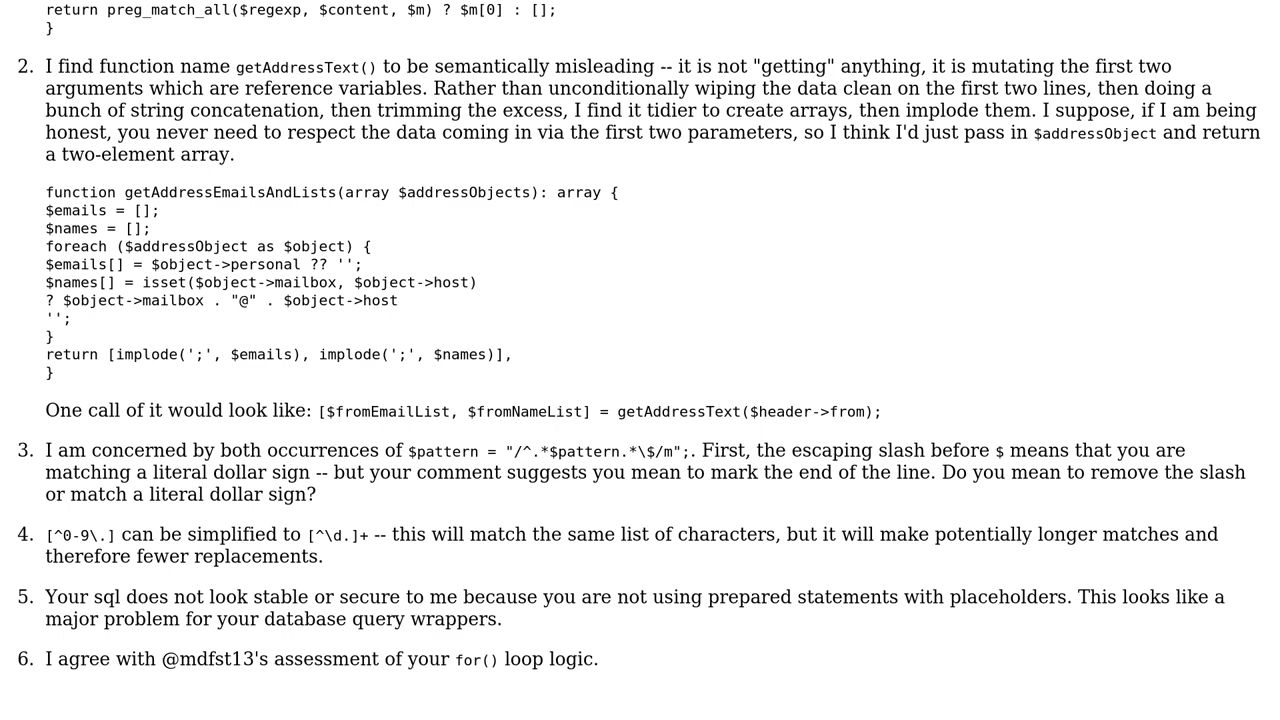 return preg_match_all($regexp, $content, $m) ? $m[0] : [];
}
2. I find function name getAddressText() to be semantically misleading -- it is not "getting" anything, it is mutating the first two
arguments which are reference variables. Rather than unconditionally wiping the data clean on the first two lines, then doing a
bunch of string concatenation, then trimming the excess, I find it tidier to create arrays, then implode them. I suppose, if I am being
honest, you never need to respect the data coming in via the first two parameters, so I think I'd just pass in $addressObject and return
a two-element array.
function getAddressEmailsAndLists(array $addressObjects): array {
$emails = [];
$names = [];
foreach ($addressObject as $object) {
$emails[] = $object->personal ?? '';
$names[] = isset($object->mailbox, $object->host)
? $object->mailbox . "@" . $object->host
'';
}
return [implode(';', $emails), implode(';', $names)],
}
One call of it would look like: [$fromEmailList, $fromNameList] = getAddressText($header->from);
3. I am concerned by both occurrences of $pattern = "/^.*$pattern.*\$/m";. First, the escaping slash before $ means that you are
matching a literal dollar sign -- but your comment suggests you mean to mark the end of the line. Do you mean to remove the slash
or match a literal dollar sign?
4. [^0-9\.] can be simplified to [^\d.]+ -- this will match the same list of characters, but it will make potentially longer matches and
therefore fewer replacements.
5. Your sql does not look stable or secure to me because you are not using prepared statements with placeholders. This looks like a
major problem for your database query wrappers.
6. I agree with @mdfst13's assessment of your for() loop logic.